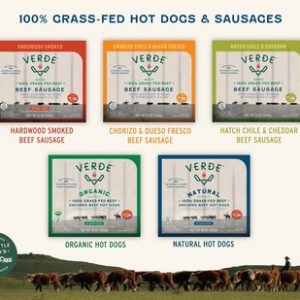 100% GRASS-FED HOT DOGS & SAUSAGES
HARDWOOD SMOKED
CHORIZO STYLE & QUESO FRESCO
HATCH CHILE & CHEDDAR
VERDE
VERDE
VERDE
100% GRASS-FED BEEF
100% GRASS-FED BEEF
100% GRASS-FED BEEF
BEEF SAUSAGE
BEEF SAUSAGE
BEEF SAUSAGE
HARDWOOD SMOKED
BEEF SAUSAGE
CHORIZO & QUESO FRESCO
BEEF SAUSAGE
HATCH CHILE & CHEDDAR
BEEF SAUSAGE
VERDE
VERDE
ORGANIC
NATURAL
100% GRASS-FED BEEF
100% GRASS-FED BEEF
UNCURED BEEF HOT DOGS
UNCURED BEEF HOT DOGS
ORGANIC HOT DOGS
NATURAL HOT DOGS
Free